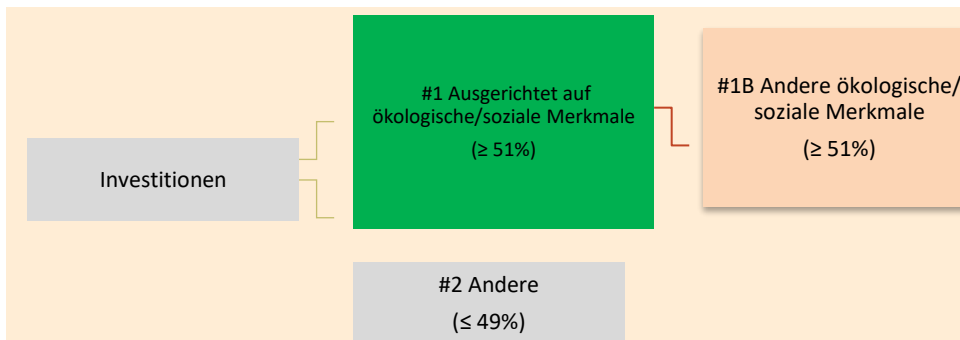 #1 Ausgerichtet auf
ökologische/soziale Merkmale
(≥ 51%)
#1B Andere ökologische/
soziale Merkmale
(≥ 51%)
Investitionen
#2 Andere
(≤ 49%)